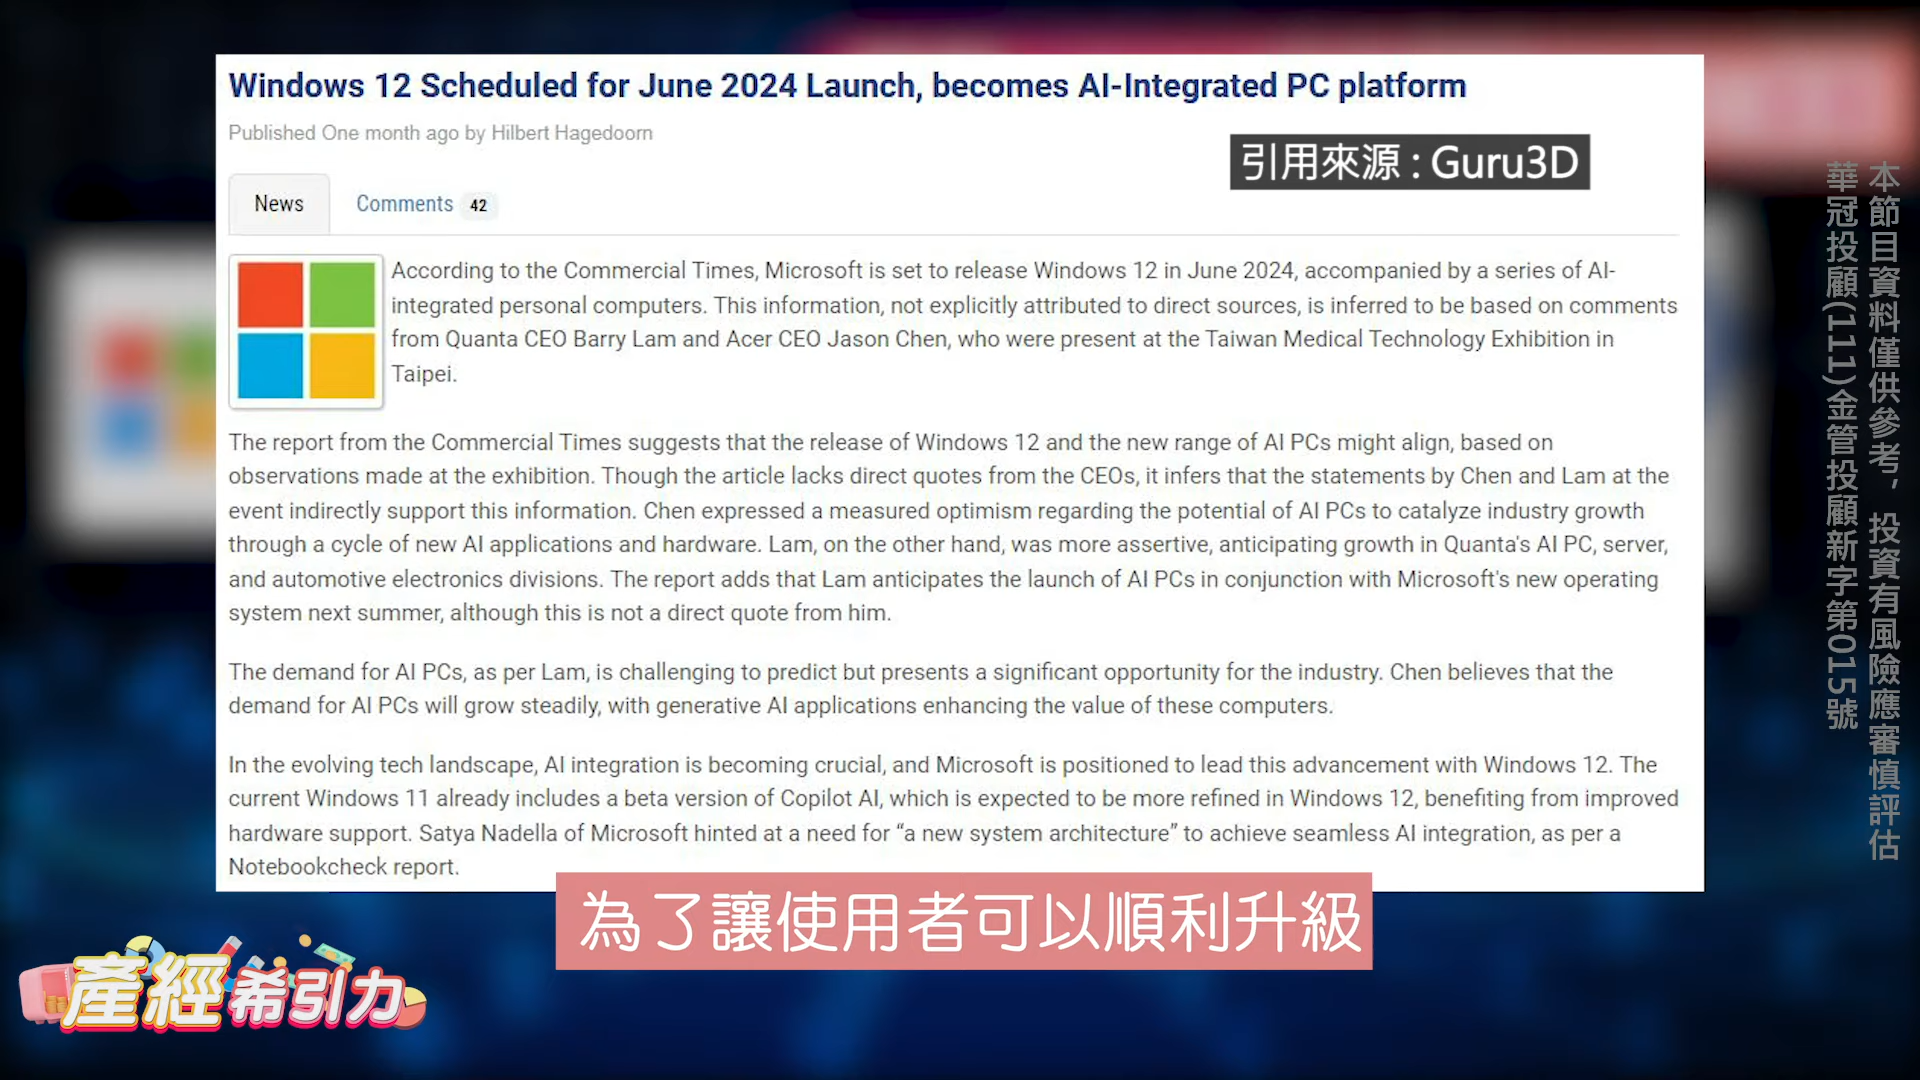 Windows 12 Scheduled for June 2024 Launch, becomes AI-Integrated PC platform
Published One month ago by Hilbert Hagedoorn
引用來源 : Guru3D
News
Comments 42
According to the Commercial Times, Microsoft is set to release Windows 12 in June 2024, accompanied by a series of AI-
integrated personal computers. This information, not explicitly attributed to direct sources, is inferred to be based on comments
from Quanta CEO Barry Lam and Acer CEO Jason Chen, who were present at the Taiwan Medical Technology Exhibition in
Taipei.
The report from the Commercial Times suggests that the release of Windows 12 and the new range of AI PCs might align, based on
observations made at the exhibition. Though the article lacks direct quotes from the CEOs, it infers that the statements by Chen and Lam at the
event indirectly support this information. Chen expressed a measured optimism regarding the potential of AI PCs to catalyze industry growth
through a cycle of new AI applications and hardware. Lam, on the other hand, was more assertive, anticipating growth in Quanta's AI PC, server,
and automotive electronics divisions. The report adds that Lam anticipates the launch of AI PCs in conjunction with Microsoft's new operating
system next summer, although this is not a direct quote from him.
The demand for AI PCs, as per Lam, is challenging to predict but presents a significant opportunity for the industry. Chen believes that the
demand for AI PCs will grow steadily, with generative AI applications enhancing the value of these computers.
In the evolving tech landscape, AI integration is becoming crucial, and Microsoft is positioned to lead this advancement with Windows 12. The
current Windows 11 already includes a beta version of Copilot AI, which is expected to be more refined in Windows 12, benefiting from improved
hardware support. Satya Nadella of Microsoft hinted at a need for “a new system architecture” to achieve seamless AI integration, as per a
Notebookcheck report.
本節目資料僅供參考，投資有風險應審慎評估
華冠投顧(111)金管投顧新字第015號
為了讓使用者可以順利升級
產經希引力